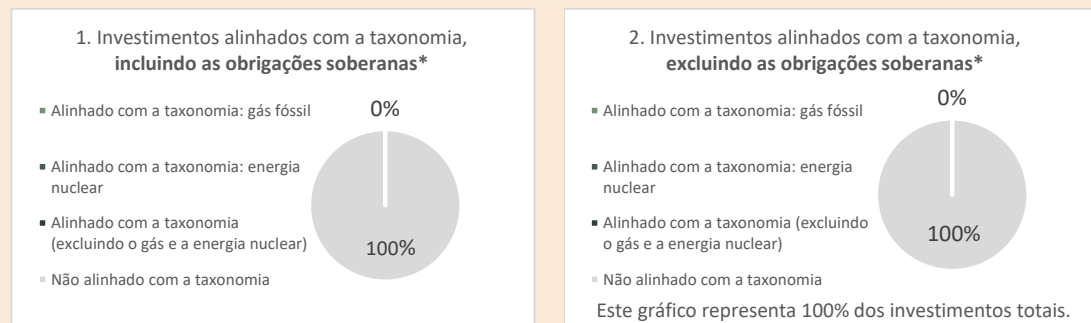 1. Investimentos alinhados com a taxonomia,
incluindo as obrigações soberanas*
Alinhado com a taxonomia: gás fóssil
0%
Alinhado com a taxonomia: energia
nuclear
Alinhado com a taxonomia
(excluindo o gás e a energia nuclear)
100%
Não alinhado com a taxonomia
2. Investimentos alinhados com a taxonomia,
excluindo as obrigações soberanas*
0%
Alinhado com a taxonomia: gás fóssil
Alinhado com a taxonomia: energia
nuclear
Alinhado com a taxonomia (excluindo
o gás e a energia nuclear)
100%
Não alinhado com a taxonomia
Este gráfico representa 100% dos investimentos totais.